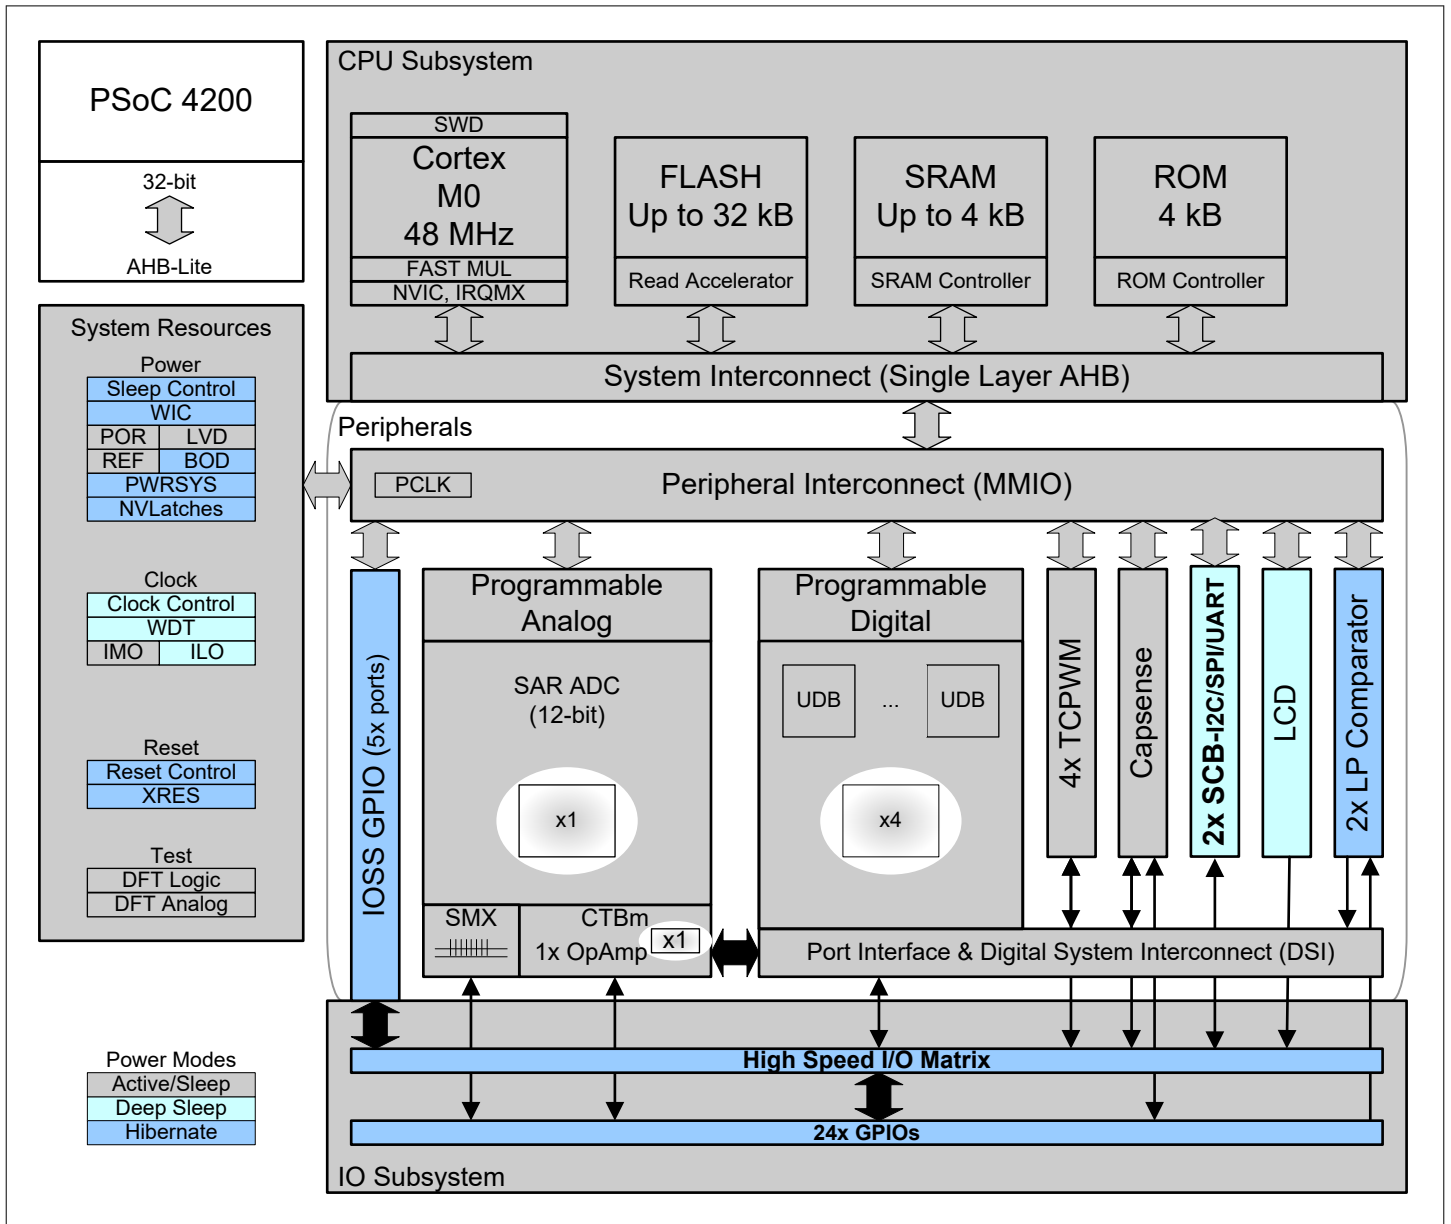 PSoC 4200
32-bit
AHB-Lite
CPU Subsystem
SWD
Cortex
M0
48 MHz
FAST MUL
NVIC, IRQMX
FLASH
Up to 32 kB
Read Accelerator
SRAM
Up to 4 kB
SRAM Controller
ROM
4 kB
ROM Controller
System Interconnect (Single Layer AHB)
System Resources
Power
Sleep Control
WIC
POR
LVD
REF
BOD
PWRSYS
NVLatches
Clock
Clock Control
WDT
IMO
ILO
Reset
Reset Control
XRES
Test
DFT Logic
DFT Analog
Peripherals
PCLK
Peripheral Interconnect (MMIO)
IOSS GPIO (5x ports)
Programmable
Analog
SAR ADC
(12-bit)
x1
SMX
CTBm
1x OpAmp
x1
Programmable
Digital
UDB
...
UDB
x4
4x TCPWM
Capsense
2x SCB-I2C/SPI/UART
LCD
2x LP Comparator
Port Interface & Digital System Interconnect (DSI)
Power Modes
Active/Sleep
Deep Sleep
Hibernate
High Speed I/O Matrix
24x GPIOs
IO Subsystem